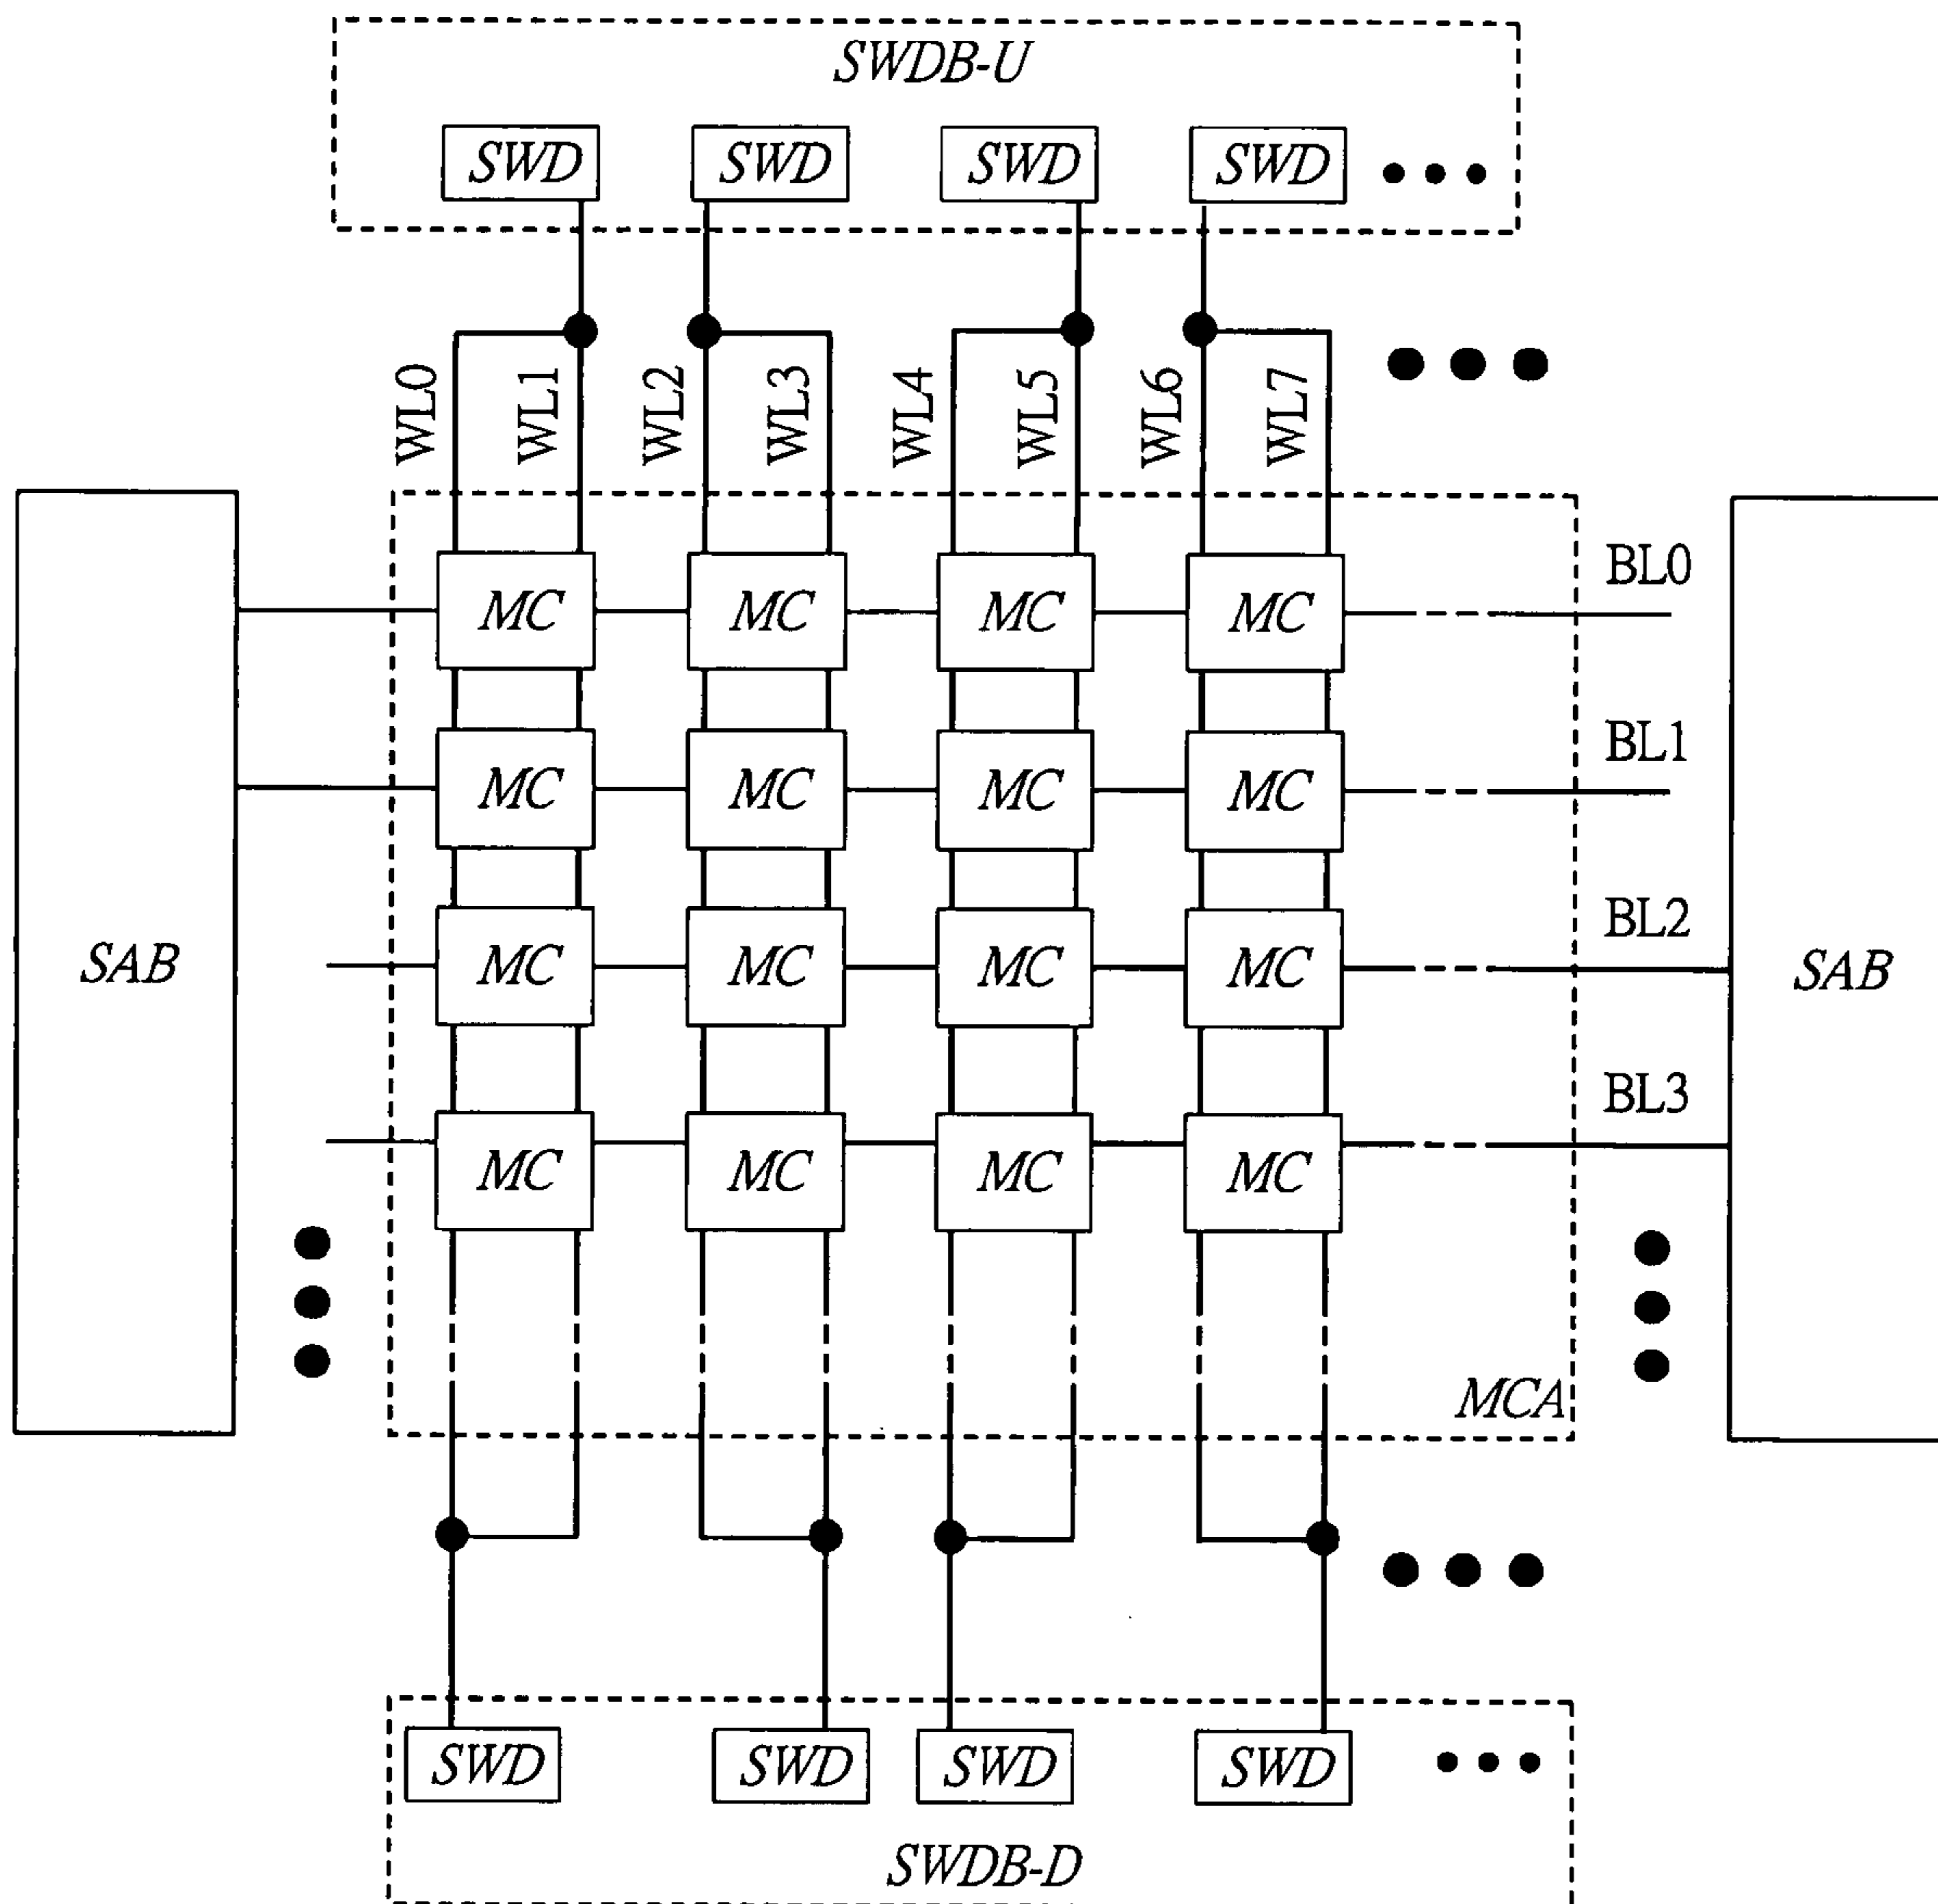 SWDB-U
SWD SWD SWD SWD
WL0 WL1 WL2 WL3 WL4 WL5 WL6 WL7
BL0
MC MC MC MC
BL1
MC MC MC MC
BL2
SAB MC MC MC MC SAB
BL3
MC MC MC MC
MCA
SWD SWD SWD SWD
SWDB-D